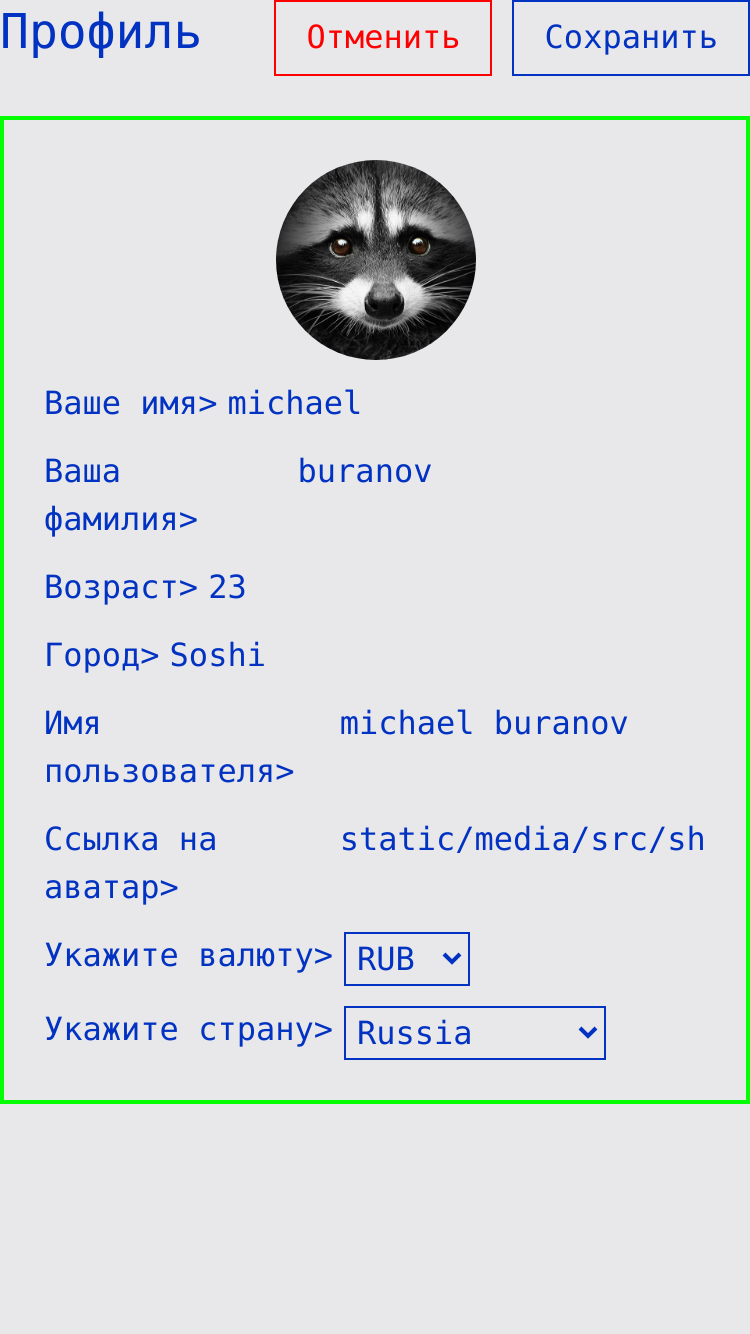 Профиль
Отменить
Сохранить
Ваше имя> michael
Ваша buranov
фамилия>
Возраст> 23
Город> Soshi
Имя michael buranov
пользователя>
Ссылка на static/media/src/sh
аватар>
Укажите валюту> RUB
Укажите страну> Russia